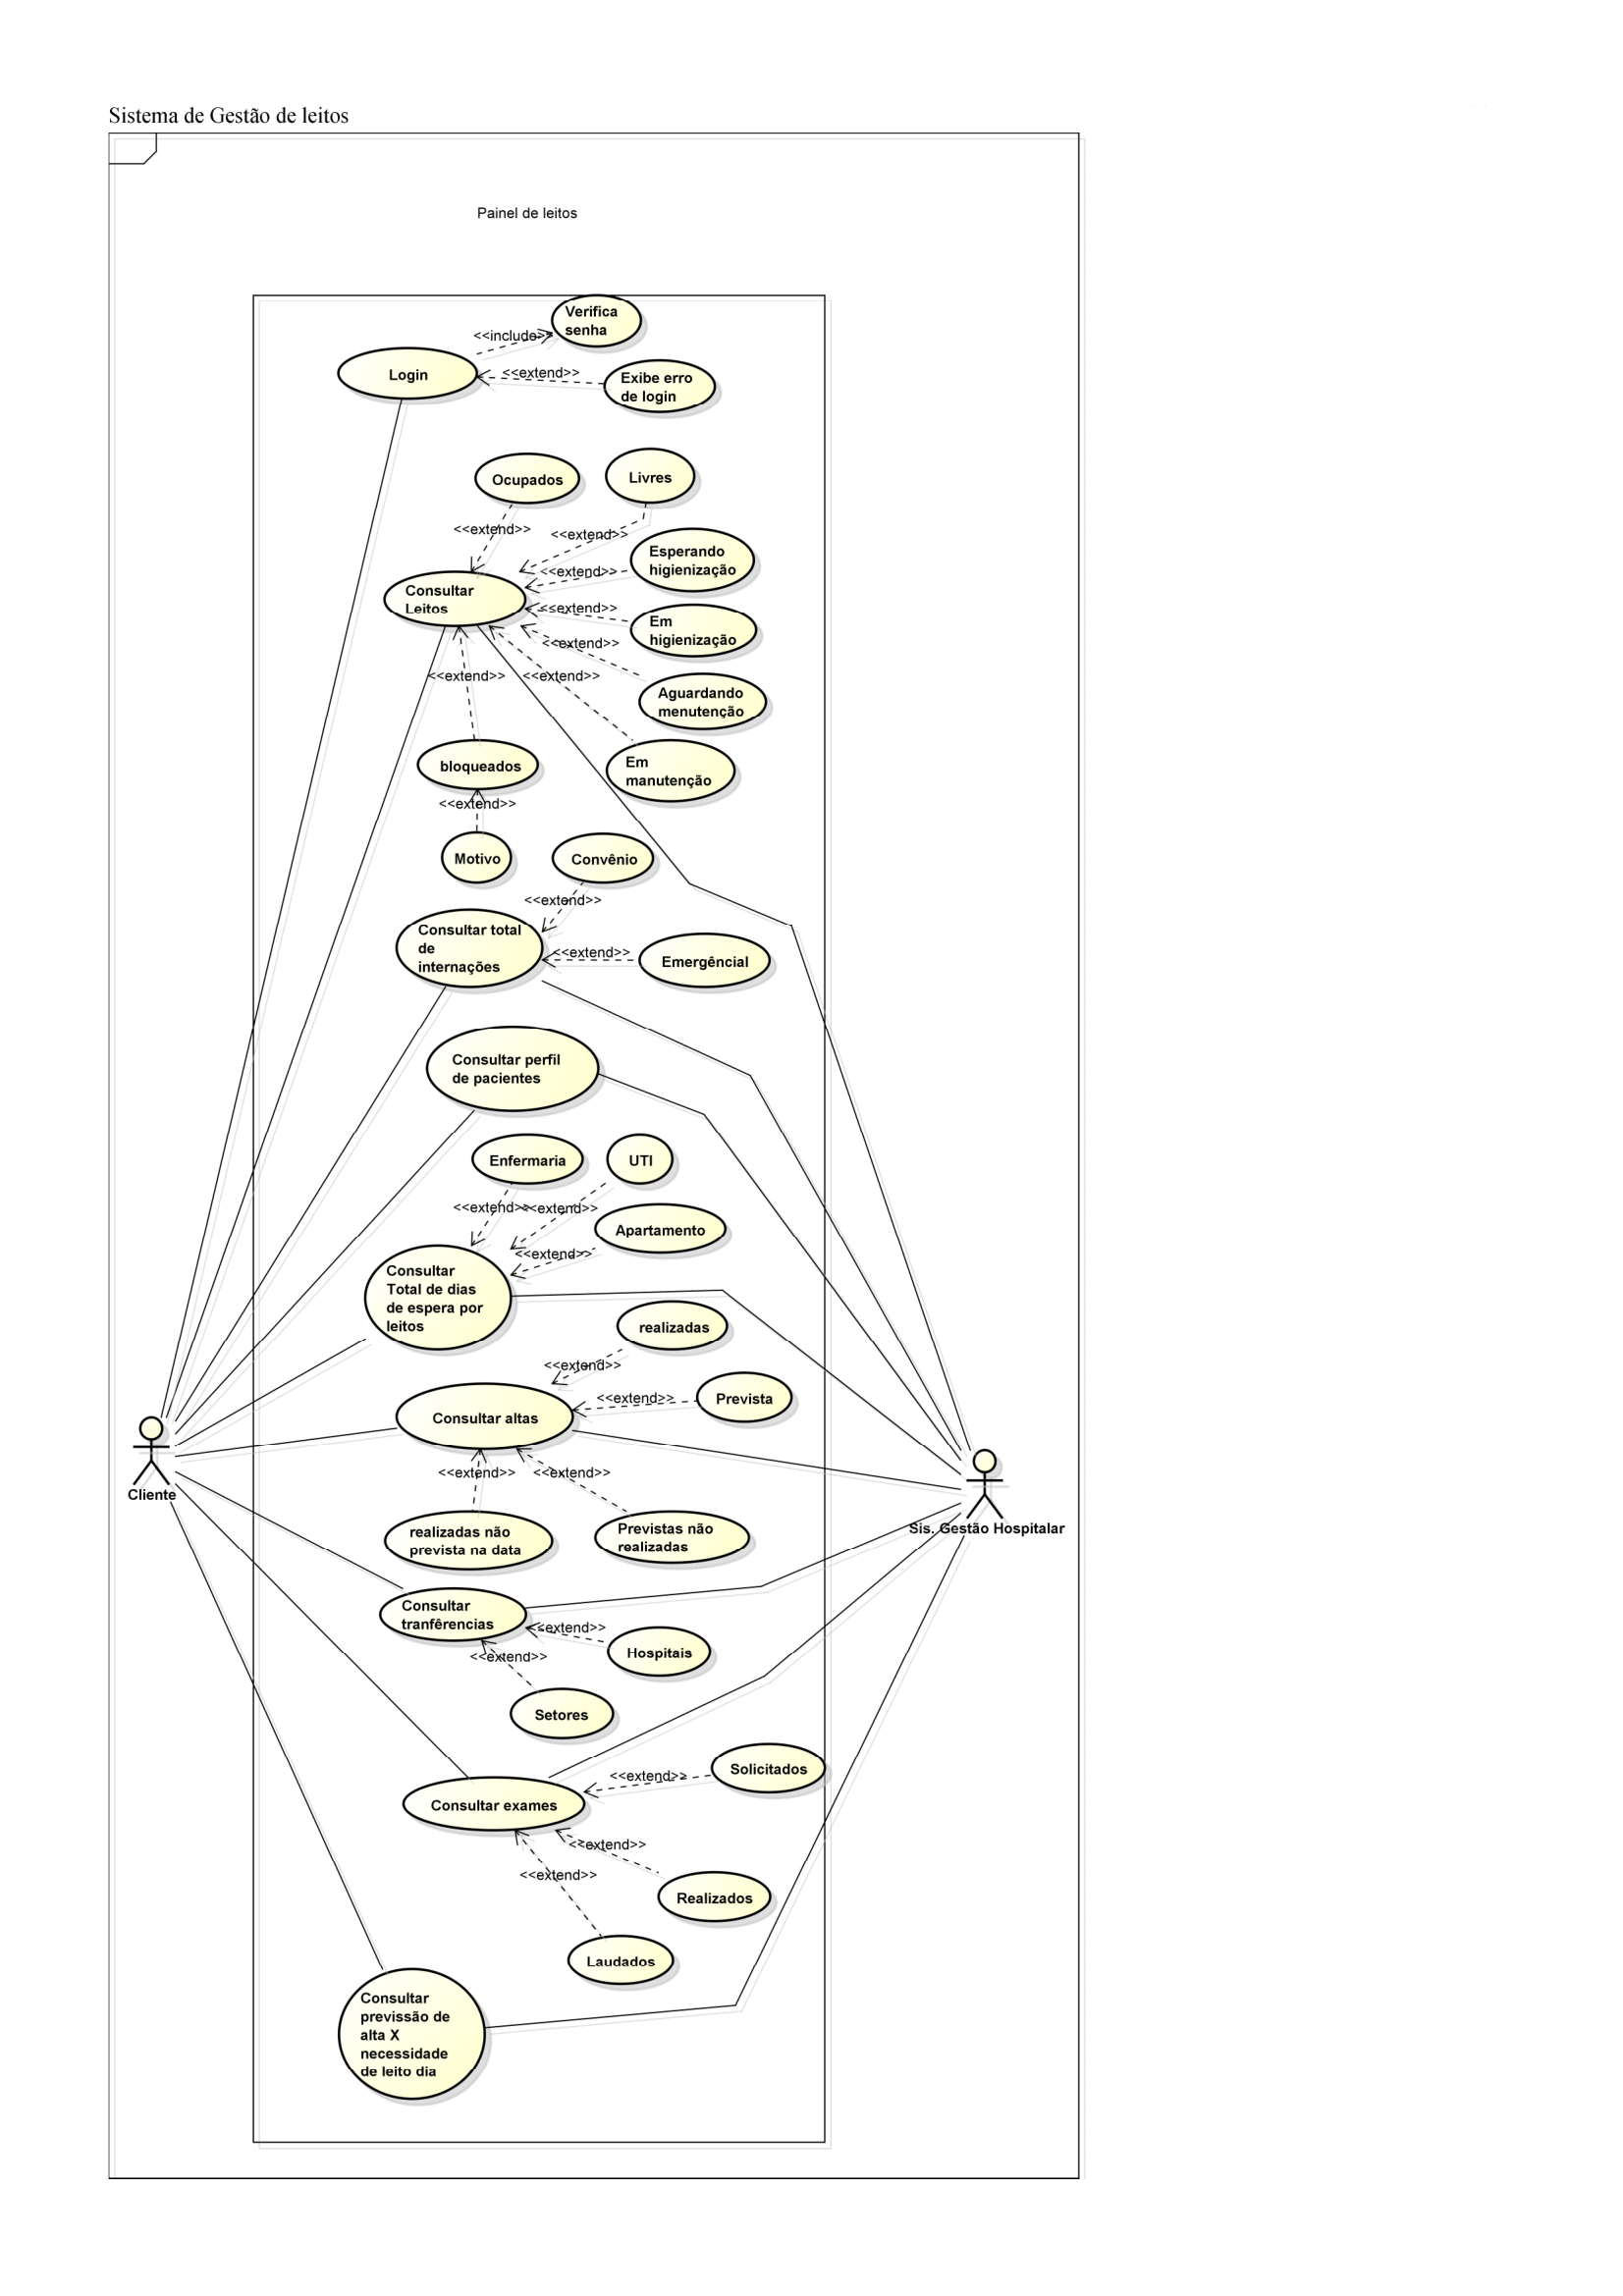 Sistema de Gestão de leitos
Painel de leitos
Verifica
senha
<<include>>
Login
<<extend>>
Exibe erro
de login
Ocupados
Livres
<<extend>>
<<extend>>
Esperando
higienização
<<extend>>
Consultar
Leitos
<<extend>>
Em
higienização
<<extend>>
<<extend>>
<<extend>>
Aguardando
menutenção
bloqueados
Em
manutenção
<<extend>>
Motivo
Convênio
<<extend>>
Consultar total
de
internações
<<extend>>
Emergêncial
Consultar perfil
de pacientes
Enfermaria
UTI
<<extend>>
<<extend>>
Apartamento
<<extend>>
Consultar
Total de dias
de espera por
leitos
realizadas
<<extend>>
<<extend>>
Prevista
Consultar altas
<<extend>>
<<extend>>
Cliente
realizadas não
prevista na data
Previstas não
realizadas
Sis. Gestão Hospitalar
Consultar
tranfêrencias
<<extend>>
Hospitais
<<extend>>
Setores
Solicitados
<<extend>>
Consultar exames
<<extend>>
<<extend>>
Realizados
Laudados
Consultar
previssão de
alta X
necessidade
de leito dia